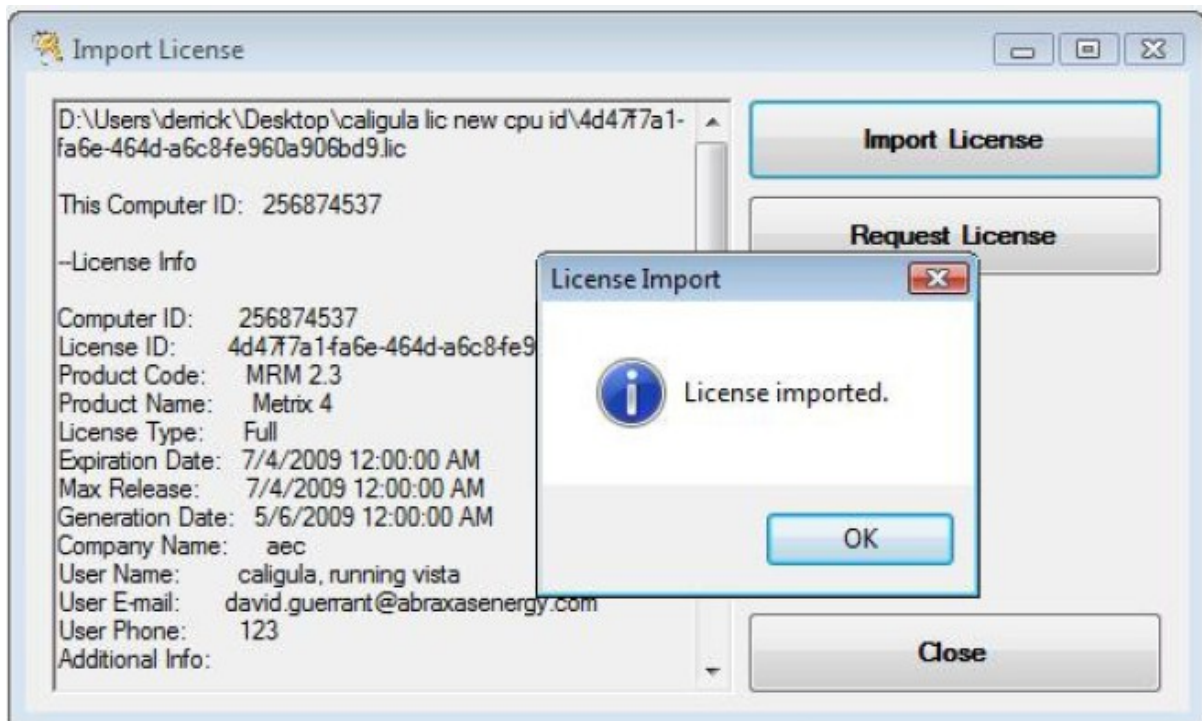 Import License
D:\Users\derrick\Desktop\caligula lic new cpu id\4d47f7a1-
fa6e-464d-a6c8-fe960a906bd9.lic
This Computer ID: 256874537
--License Info
Computer ID: 256874537
License ID: 4d47f7a1-fa6e-464d-a6c8-fe9
Product Code: MRM 2.3
Product Name: Metrix 4
License Type: Full
Expiration Date: 7/4/2009 12:00:00 AM
Max Release: 7/4/2009 12:00:00 AM
Generation Date: 5/6/2009 12:00:00 AM
Company Name: aec
User Name: caligula, running vista
User E-mail: david.guerrant@abraxasenergy.com
User Phone: 123
Additional Info:
Import License
Request License
License Import
License imported.
OK
Close